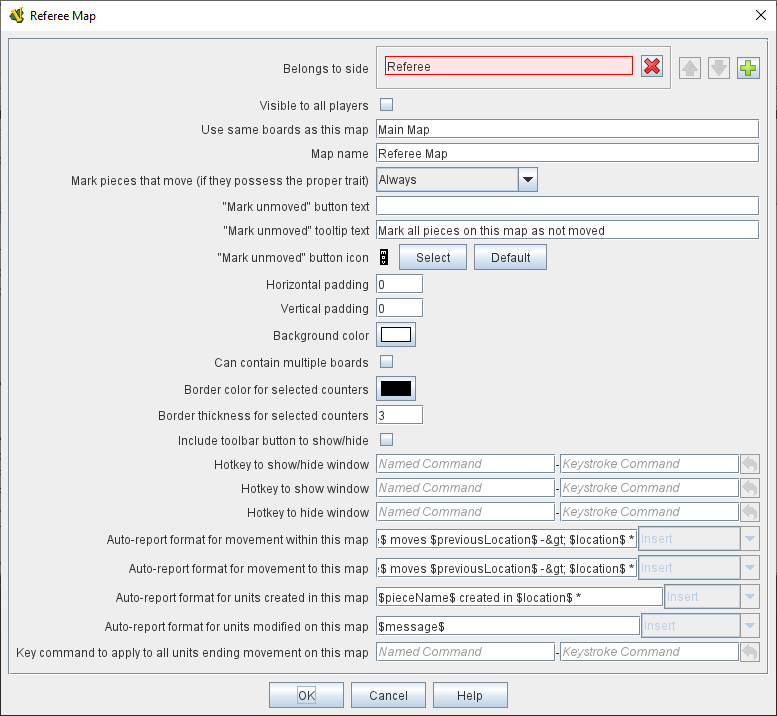 Referee Map
Belongs to side Referee
Visible to all players
Use same boards as this map Main Map
Map name Referee Map
Mark pieces that move (if they possess the proper trait) Always
"Mark unmoved" button text
"Mark unmoved" tooltip text Mark all pieces on this map as not moved
"Mark unmoved" button icon Select Default
Horizontal padding 0
Vertical padding 0
Background color
Can contain multiple boards
Border color for selected counters
Border thickness for selected counters 3
Include toolbar button to show/hide
Hotkey to show/hide window Named Command - Keystroke Command
Hotkey to show window Named Command - Keystroke Command
Hotkey to hide window Named Command - Keystroke Command
Auto-report format for movement within this map $ moves $previousLocation$ -&gt; $location$ * Insert
Auto-report format for movement to this map $ moves $previousLocation$ -&gt; $location$ * Insert
Auto-report format for units created in this map $pieceName$ created in $location$ * Insert
Auto-report format for units modified on this map $message$ Insert
Key command to apply to all units ending movement on this map Named Command - Keystroke Command
OK Cancel Help